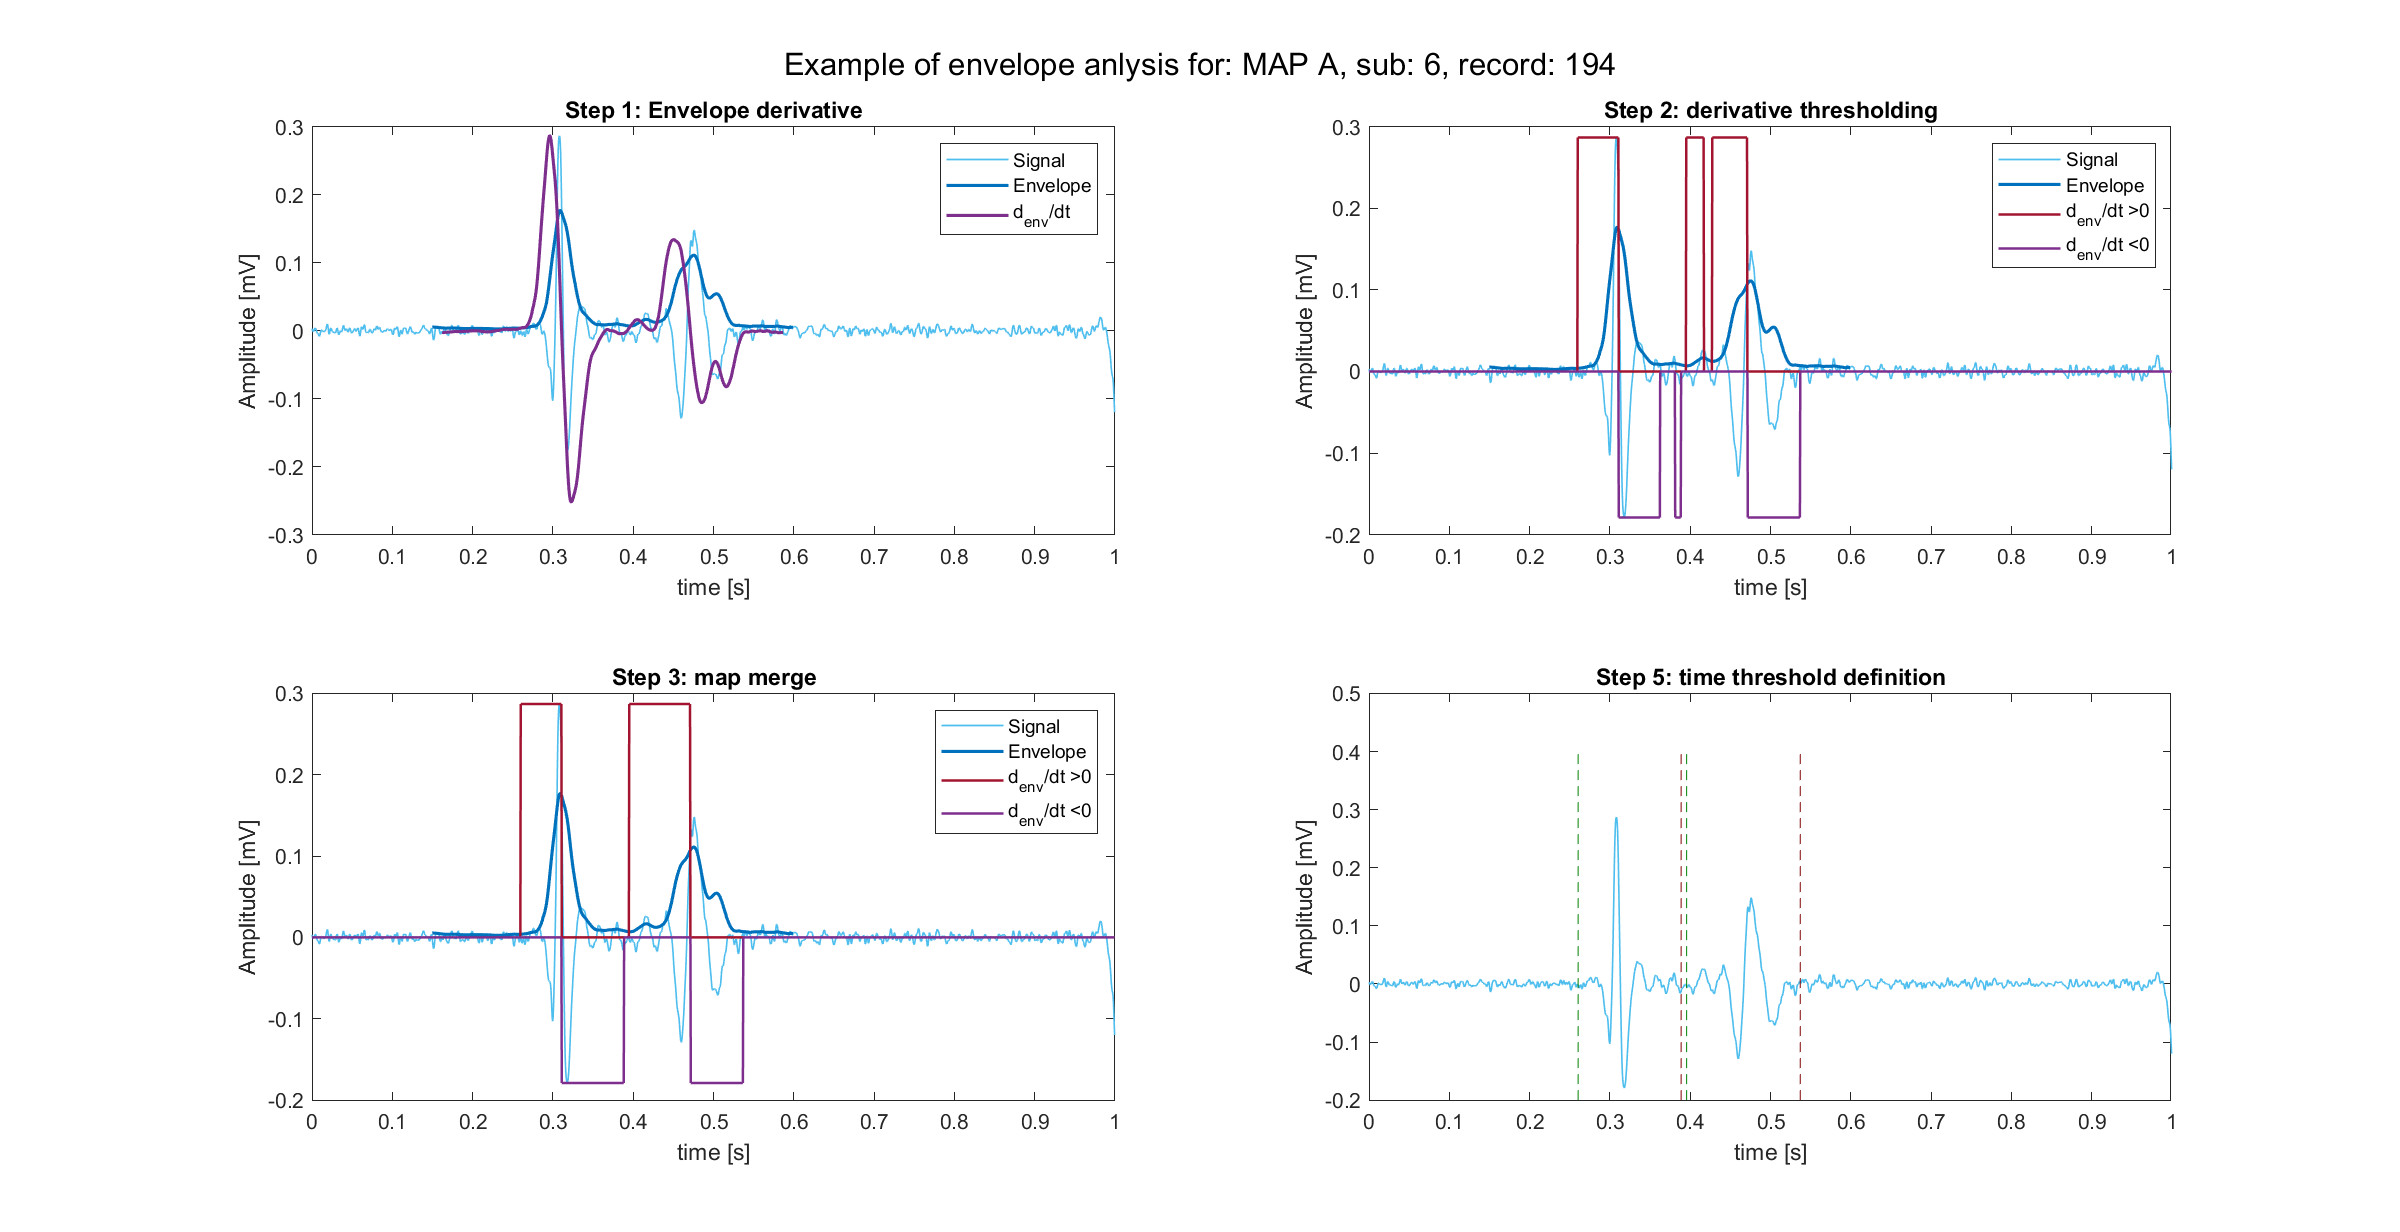 Example of envelope anlysis for: MAP A, sub: 6, record: 194
Step 1: Envelope derivative
0.3
0.2
0.1
0
-0.1
-0.2
-0.3
Amplitude [mV]
0 0.1 0.2 0.3 0.4 0.5 0.6 0.7 0.8 0.9 1
time [s]
Signal
Envelope
d_env/dt
Step 2: derivative thresholding
0.3
0.2
0.1
0
-0.1
-0.2
Amplitude [mV]
0 0.1 0.2 0.3 0.4 0.5 0.6 0.7 0.8 0.9 1
time [s]
Signal
Envelope
d_env/dt >0
d_env/dt <0
Step 3: map merge
0.3
0.2
0.1
0
-0.1
-0.2
Amplitude [mV]
0 0.1 0.2 0.3 0.4 0.5 0.6 0.7 0.8 0.9 1
time [s]
Signal
Envelope
d_env/dt >0
d_env/dt <0
Step 5: time threshold definition
0.5
0.4
0.3
0.2
0.1
0
-0.1
-0.2
Amplitude [mV]
0 0.1 0.2 0.3 0.4 0.5 0.6 0.7 0.8 0.9 1
time [s]